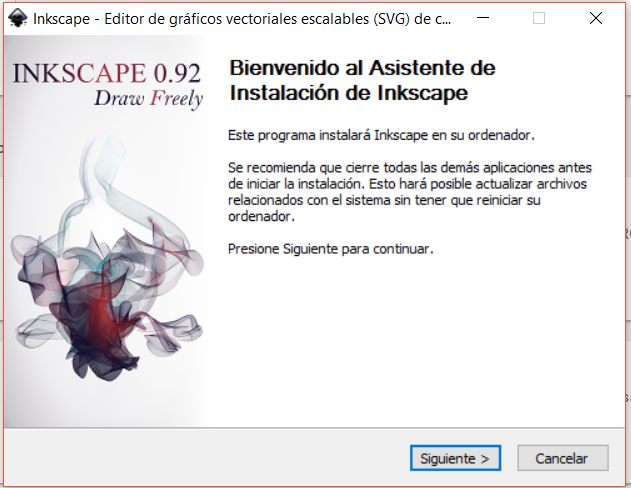 Inkscape - Editor de gráficos vectoriales escalables (SVG) de c...
INKSCAPE 0.92
Draw Freely
Bienvenido al Asistente de
Instalación de Inkscape
Este programa instalará Inkscape en su ordenador.
Se recomienda que cierre todas las demás aplicaciones antes
de iniciar la instalación. Esto hará posible actualizar archivos
relacionados con el sistema sin tener que reiniciar su
ordenador.
Presione Siguiente para continuar.
Siguiente >
Cancelar